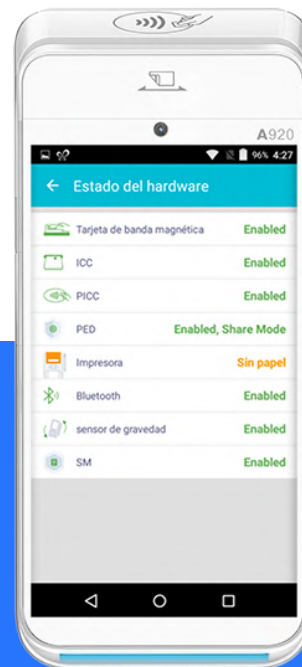 A920
96% 4:27
Estado del hardware
Tarjeta de banda magnética Enabled
ICC Enabled
PICC Enabled
PED Enabled, Share Mode
Impresora Sin papel
Bluetooth Enabled
sensor de gravedad Enabled
SM Enabled